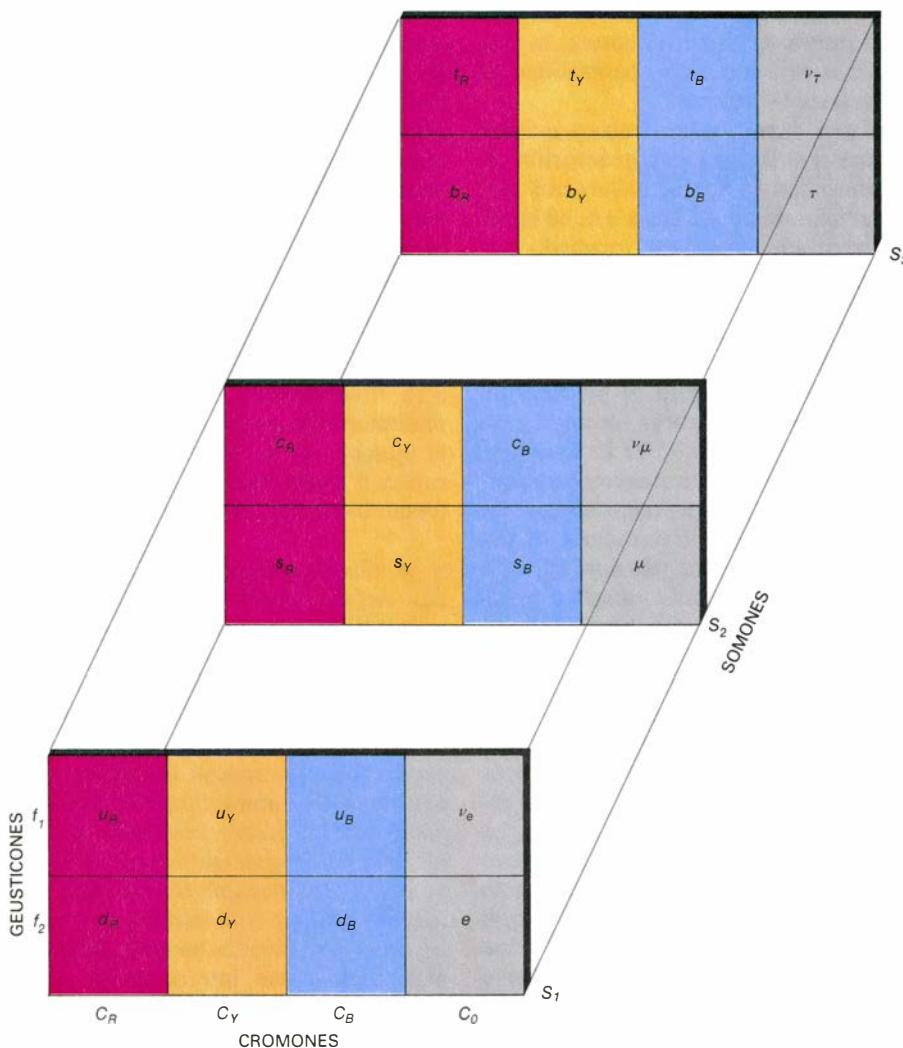 t_R t_Y t_B ν_τ
b_R b_Y b_B τ
S_3
c_R c_Y c_B ν_μ
s_R s_Y s_B μ
S_2
SOMONES
GEUSTICONES
f_1 u_R u_Y u_B ν_e
f_2 d_R d_Y d_B e
S_1
C_R C_Y C_B C_0
CROMONES